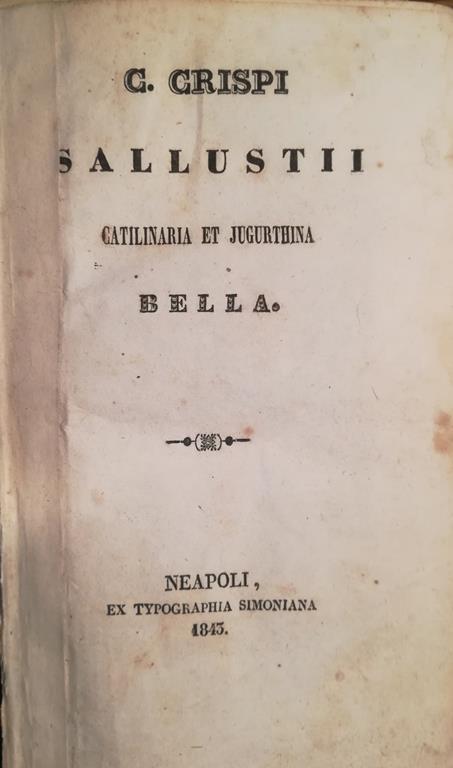 C. CRISPI
SALLUSTII
CATILINARIA ET JUGURTHINA
BELLA.
NEAPOLI,
EX TYPOGRAPHIA SIMONIANA
1843.